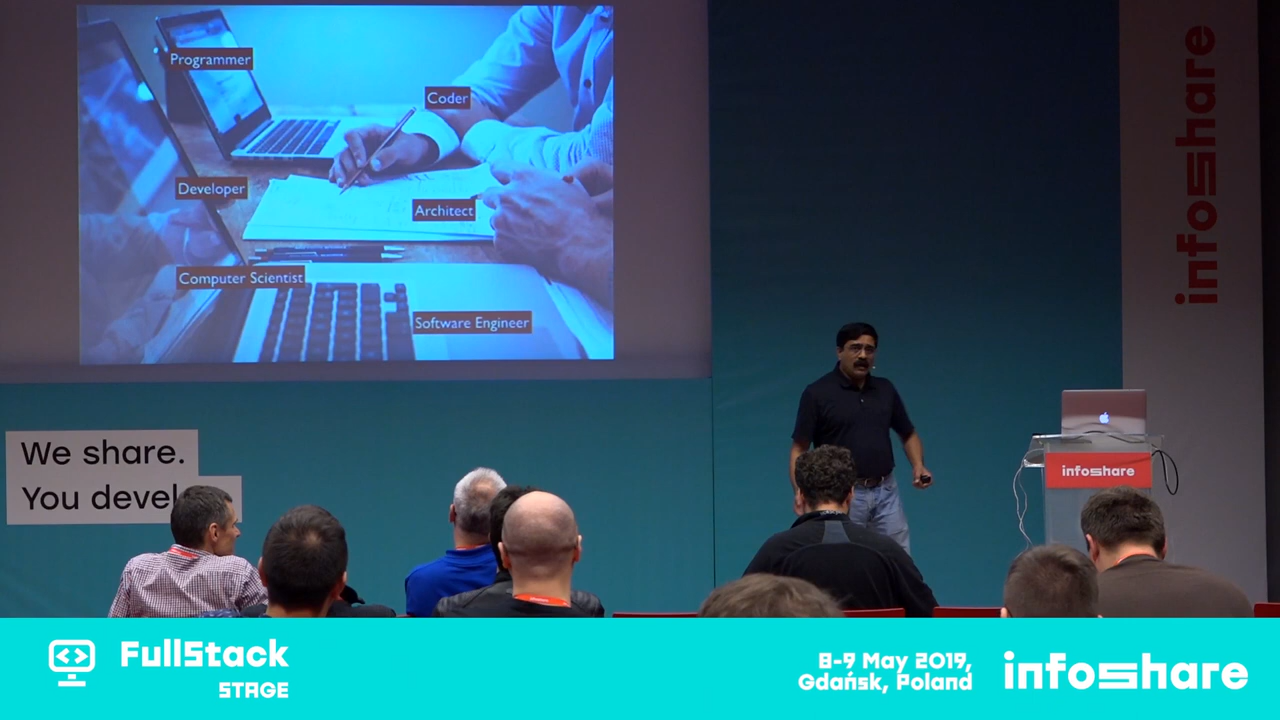 Programmer
Coder
Developer
Architect
Computer Scientist
Software Engineer
infoshare
We share.
You devel
infoshare
FullStack
STAGE
8-9 May 2019,
Gdańsk, Poland
infoshare